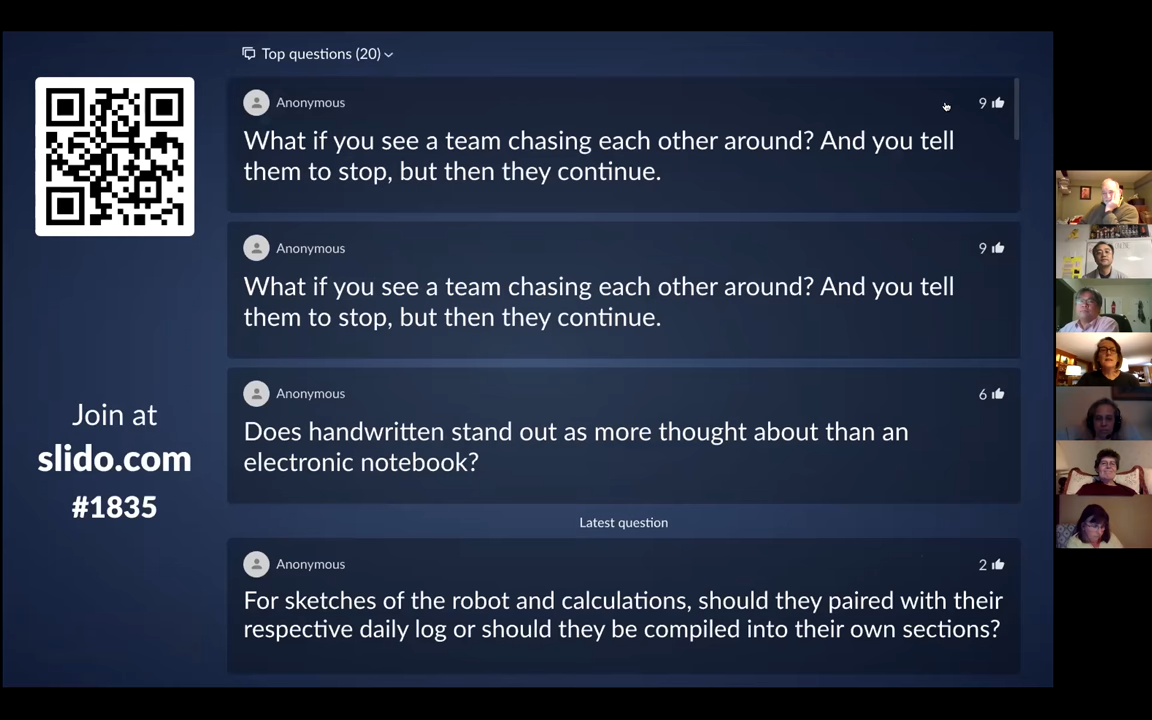 Top questions (20)
Anonymous
9
What if you see a team chasing each other around? And you tell
them to stop, but then they continue.
Anonymous
9
What if you see a team chasing each other around? And you tell
them to stop, but then they continue.
Anonymous
6
Does handwritten stand out as more thought about than an
electronic notebook?
Join at
slido.com
#1835
Latest question
Anonymous
2
For sketches of the robot and calculations, should they paired with their
respective daily log or should they be compiled into their own sections?